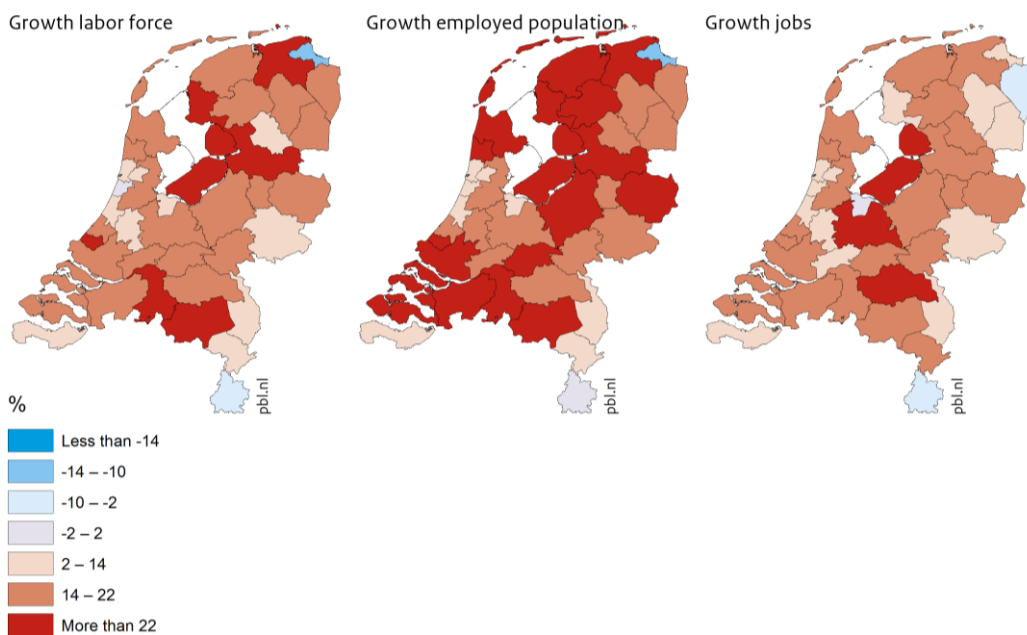 Growth labor force
Growth employed population
Growth jobs
pbl.nl
pbl.nl
pbl.nl
%
Less than -14
-14 – -10
-10 – -2
-2 – 2
2 – 14
14 – 22
More than 22